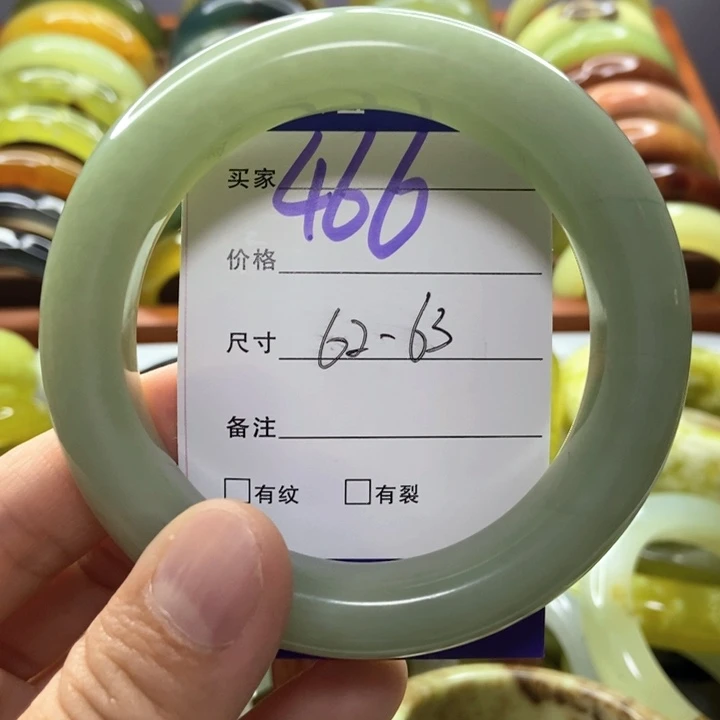 买家 466
价格
尺寸 62-63
备注
□有纹 □有裂